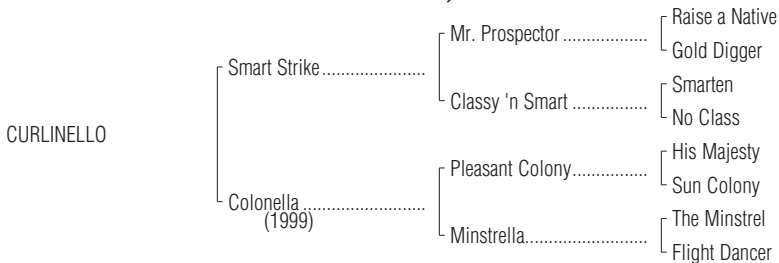 Raise a Native
Mr. Prospector
Gold Digger
Smart Strike
Smarten
Classy 'n Smart
No Class
CURLINELLO
His Majesty
Pleasant Colony
Sun Colony
Colonella
(1999)
The Minstrel
Minstrella
Flight Dancer